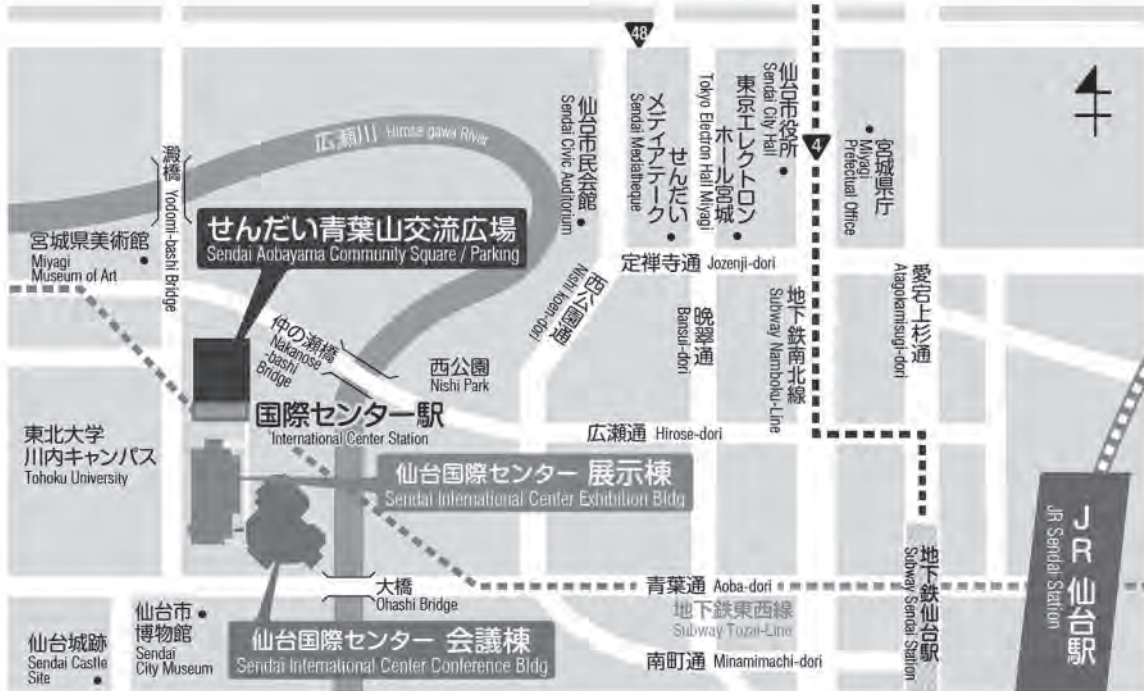 48
仙台市役所
Sendai City Hall
東京エレクトロン
ホール宮城
Tokyo Electron Hall Miyagi
せんだい
メディアテーク
Sendai Mediatheque
仙台市民会館
Sendai Civic Auditorium
4
宮城県庁
Miyagi
Prefectual Office
広瀬川 Hirose gawa River
澱橋 Yodomi-bashi Bridge
せんだい青葉山交流広場
Sendai Aobayama Community Square / Parking
宮城県美術館
Miyagi
Museum of Art
定禅寺通 Jozenji-dori
西公園通
Nishi koen-dori
晩翠通
Bansui-dori
地下鉄南北線
Subway Namboku-Line
愛宕上杉通
Atagokamisugi-dori
仲の瀬橋
Nakanose
-bashi
Bridge
西公園
Nishi Park
国際センター駅
International Center Station
広瀬通 Hirose-dori
東北大学
川内キャンパス
Tohoku University
仙台国際センター 展示棟
Sendai International Center Exhibition Bldg
JR仙台駅
JR Sendai Station
地下鉄仙台駅
Subway Sendai Station
大橋
Ohashi Bridge
青葉通 Aoba-dori
地下鉄東西線
Subway Tozai-Line
仙台市
博物館
Sendai
City Museum
仙台国際センター 会議棟
Sendai International Center Conference Bldg
仙台城跡
Sendai Castle
Site
南町通 Minamimachi-dori